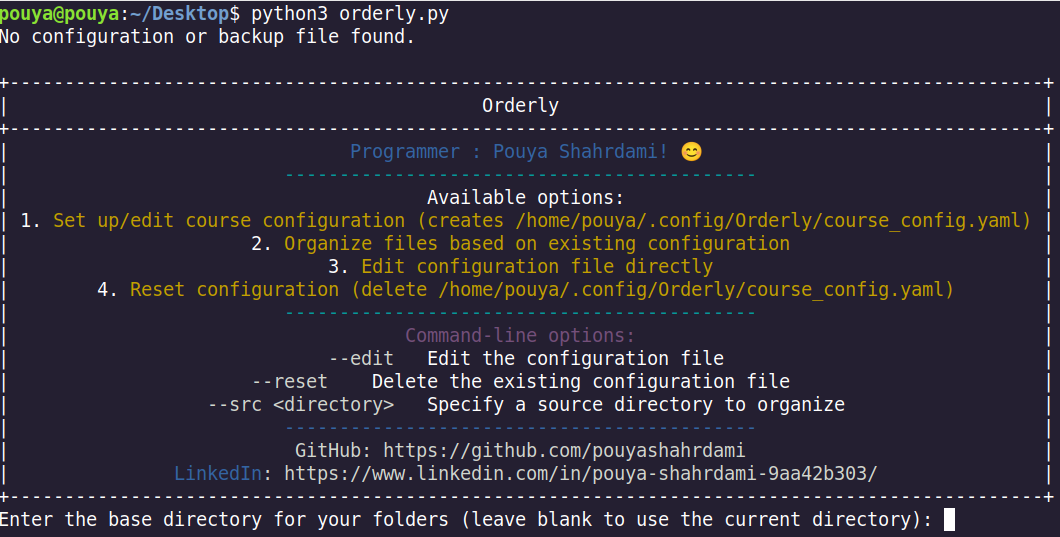 pouya@pouya:~/Desktop$ python3 orderly.py
No configuration or backup file found.
+----------------------------------------------------------------------------------------------+
| Orderly |
+----------------------------------------------------------------------------------------------+
| Programmer : Pouya Shahrdami! 😊 |
| ------------------------------------------- |
| Available options: |
| 1. Set up/edit course configuration (creates /home/pouya/.config/Orderly/course_config.yaml) |
| 2. Organize files based on existing configuration |
| 3. Edit configuration file directly |
| 4. Reset configuration (delete /home/pouya/.config/Orderly/course_config.yaml) |
| ------------------------------------------- |
| Command-line options: |
| --edit   Edit the configuration file |
| --reset    Delete the existing configuration file |
| --src <directory>   Specify a source directory to organize |
| ------------------------------------------- |
| GitHub: https://github.com/pouyashahrdami |
| LinkedIn: https://www.linkedin.com/in/pouya-shahrdami-9aa42b303/ |
+----------------------------------------------------------------------------------------------+
Enter the base directory for your folders (leave blank to use the current directory):